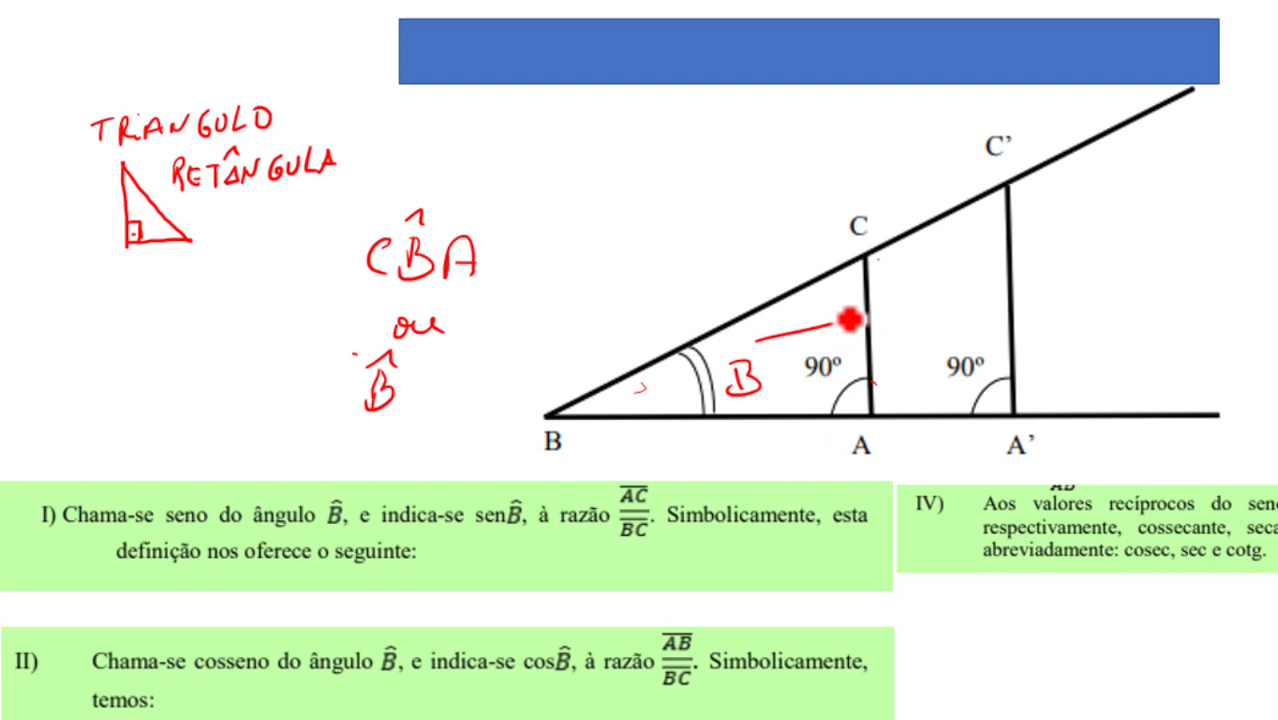 TRIANGULO
RETÂNGULA
CB̂A
ou
B̂
C'
C
B
90º
90º
B
A
A'
I) Chama-se seno do ângulo B̂, e indica-se senB̂, à razão AC/BC. Simbolicamente, esta
definição nos oferece o seguinte:
IV) Aos valores recíprocos do seno
respectivamente, cossecante, seca
abreviadamente: cosec, sec e cotg.
II) Chama-se cosseno do ângulo B̂, e indica-se cosB̂, à razão AB/BC. Simbolicamente,
temos: